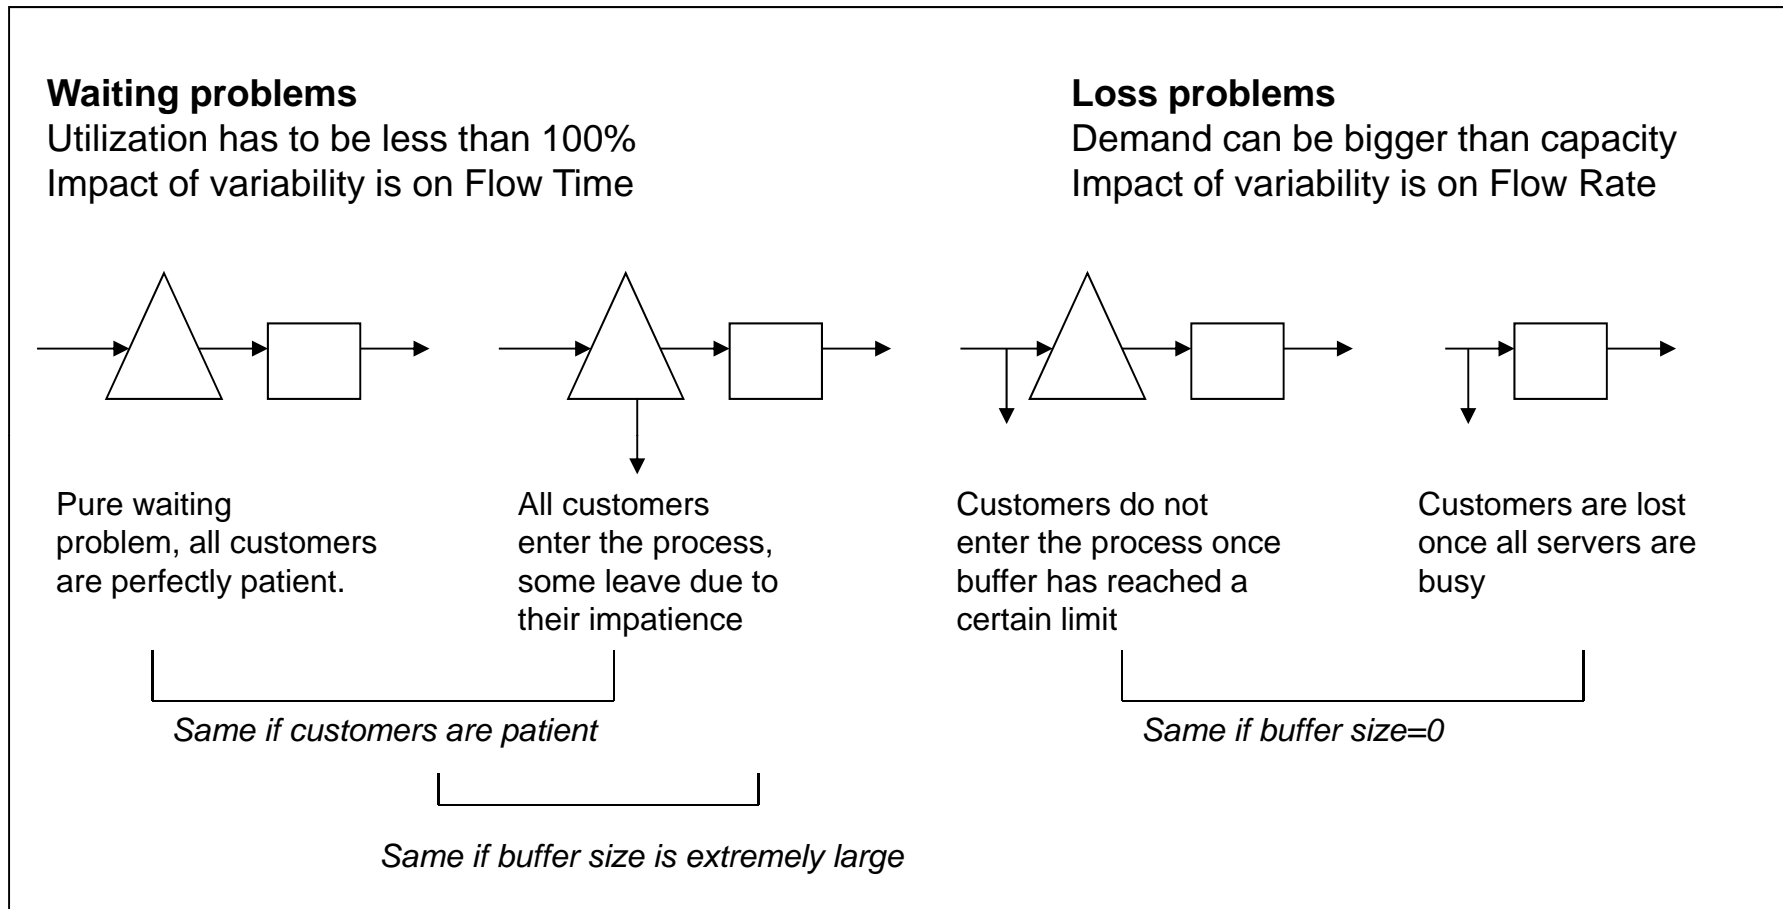 Waiting problems
Utilization has to be less than 100%
Impact of variability is on Flow Time
Loss problems
Demand can be bigger than capacity
Impact of variability is on Flow Rate
Pure waiting
problem, all customers
are perfectly patient.
All customers
enter the process,
some leave due to
their impatience
Customers do not
enter the process once
buffer has reached a
certain limit
Customers are lost
once all servers are
busy
Same if customers are patient
Same if buffer size=0
Same if buffer size is extremely large